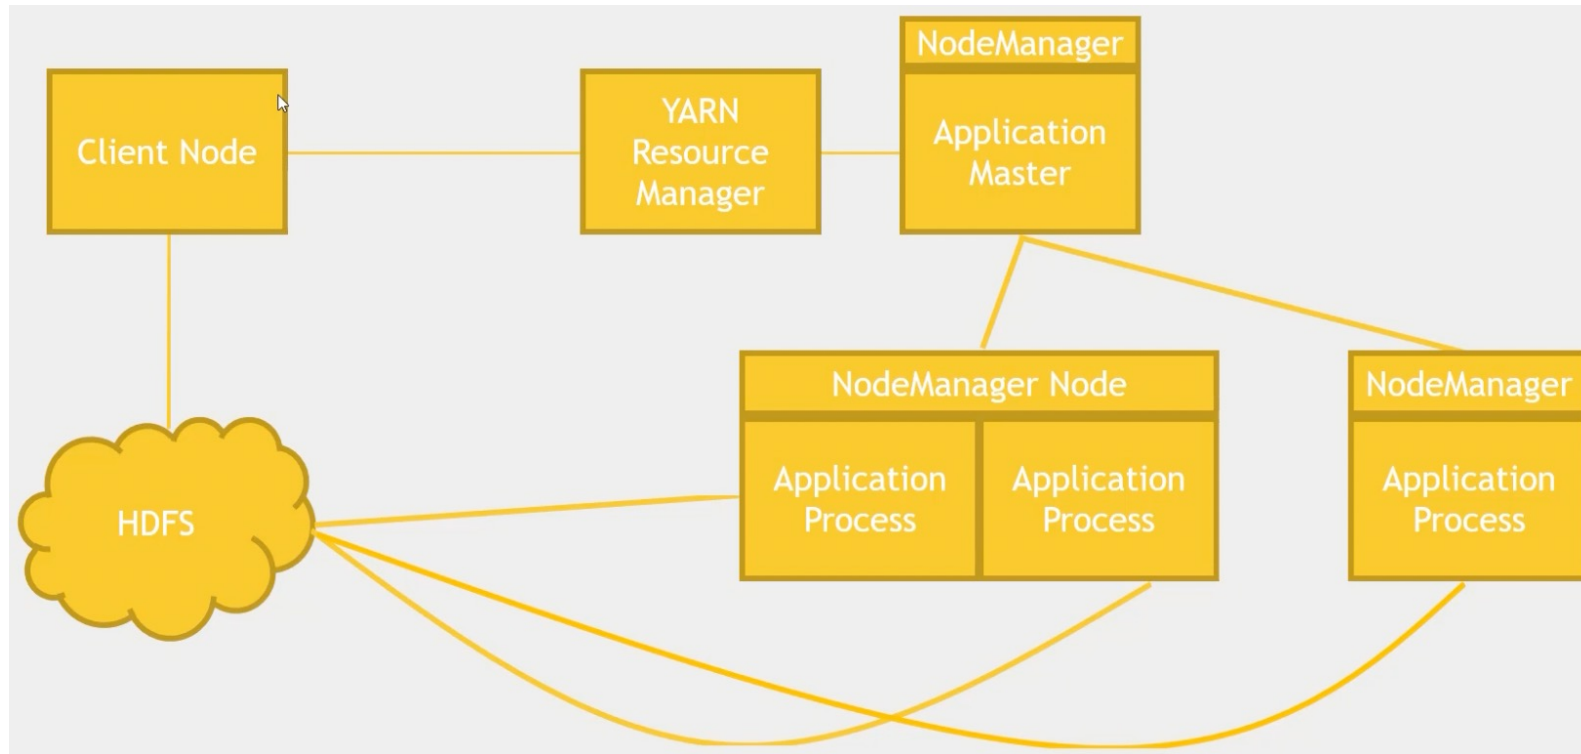 NodeManager
Client Node
YARN
Resource
Manager
Application
Master
NodeManager Node
NodeManager
Application
Process
Application
Process
Application
Process
HDFS